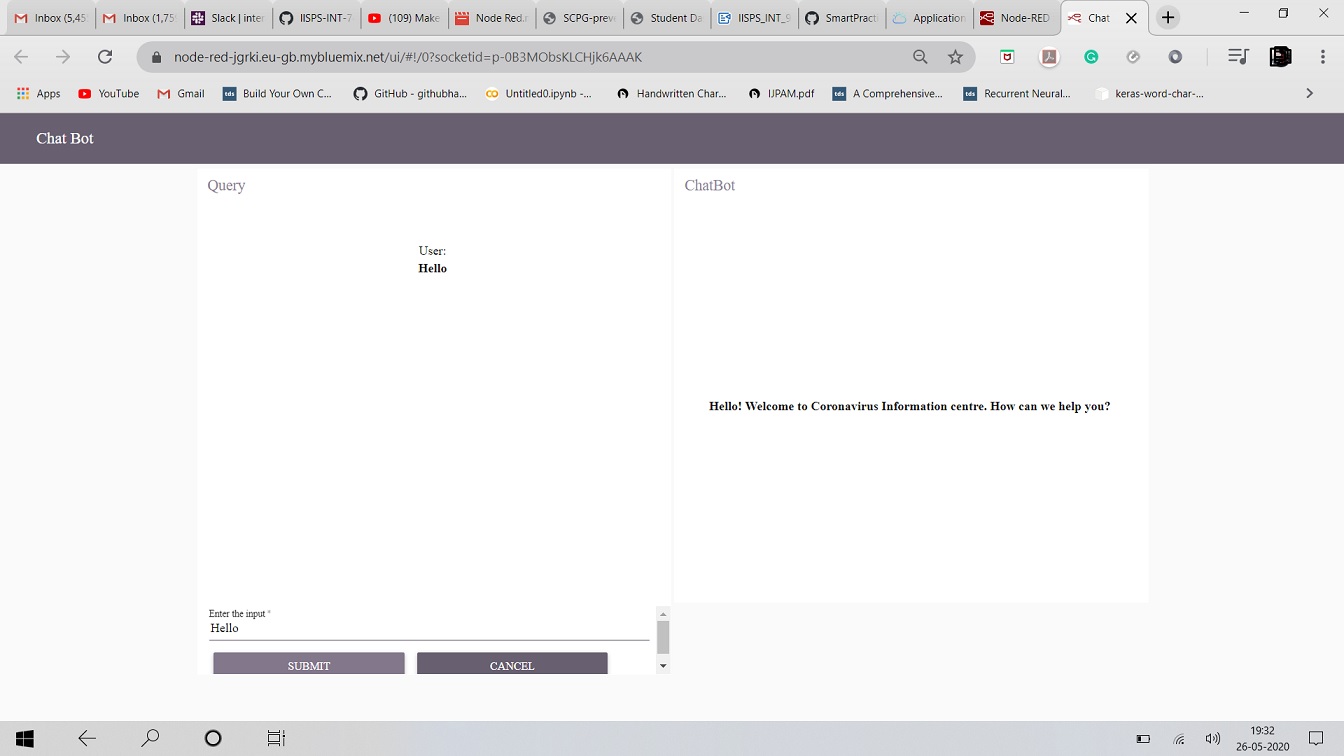 Inbox (5,45
Inbox (1,75
Slack | inter
IISPS-INT-7
(109) Make
Node Red.
SCPG-prev
Student Da
IISPS_INT_9
SmartPract
Application
Node-RED
Chat
node-red-jgrki.eu-gb.mybluemix.net/ui/#!/0?socketid=p-0B3MObsKLCHjk6AAAK
Apps
YouTube
Gmail
Build Your Own C...
GitHub - githubha...
Untitled0.ipynb -...
Handwritten Char...
IJPAM.pdf
A Comprehensive...
Recurrent Neural...
keras-word-char-...
Chat Bot
Query
ChatBot
User:
Hello
Hello! Welcome to Coronavirus Information centre. How can we help you?
Enter the input *
Hello
SUBMIT
CANCEL
19:32
26-05-2020